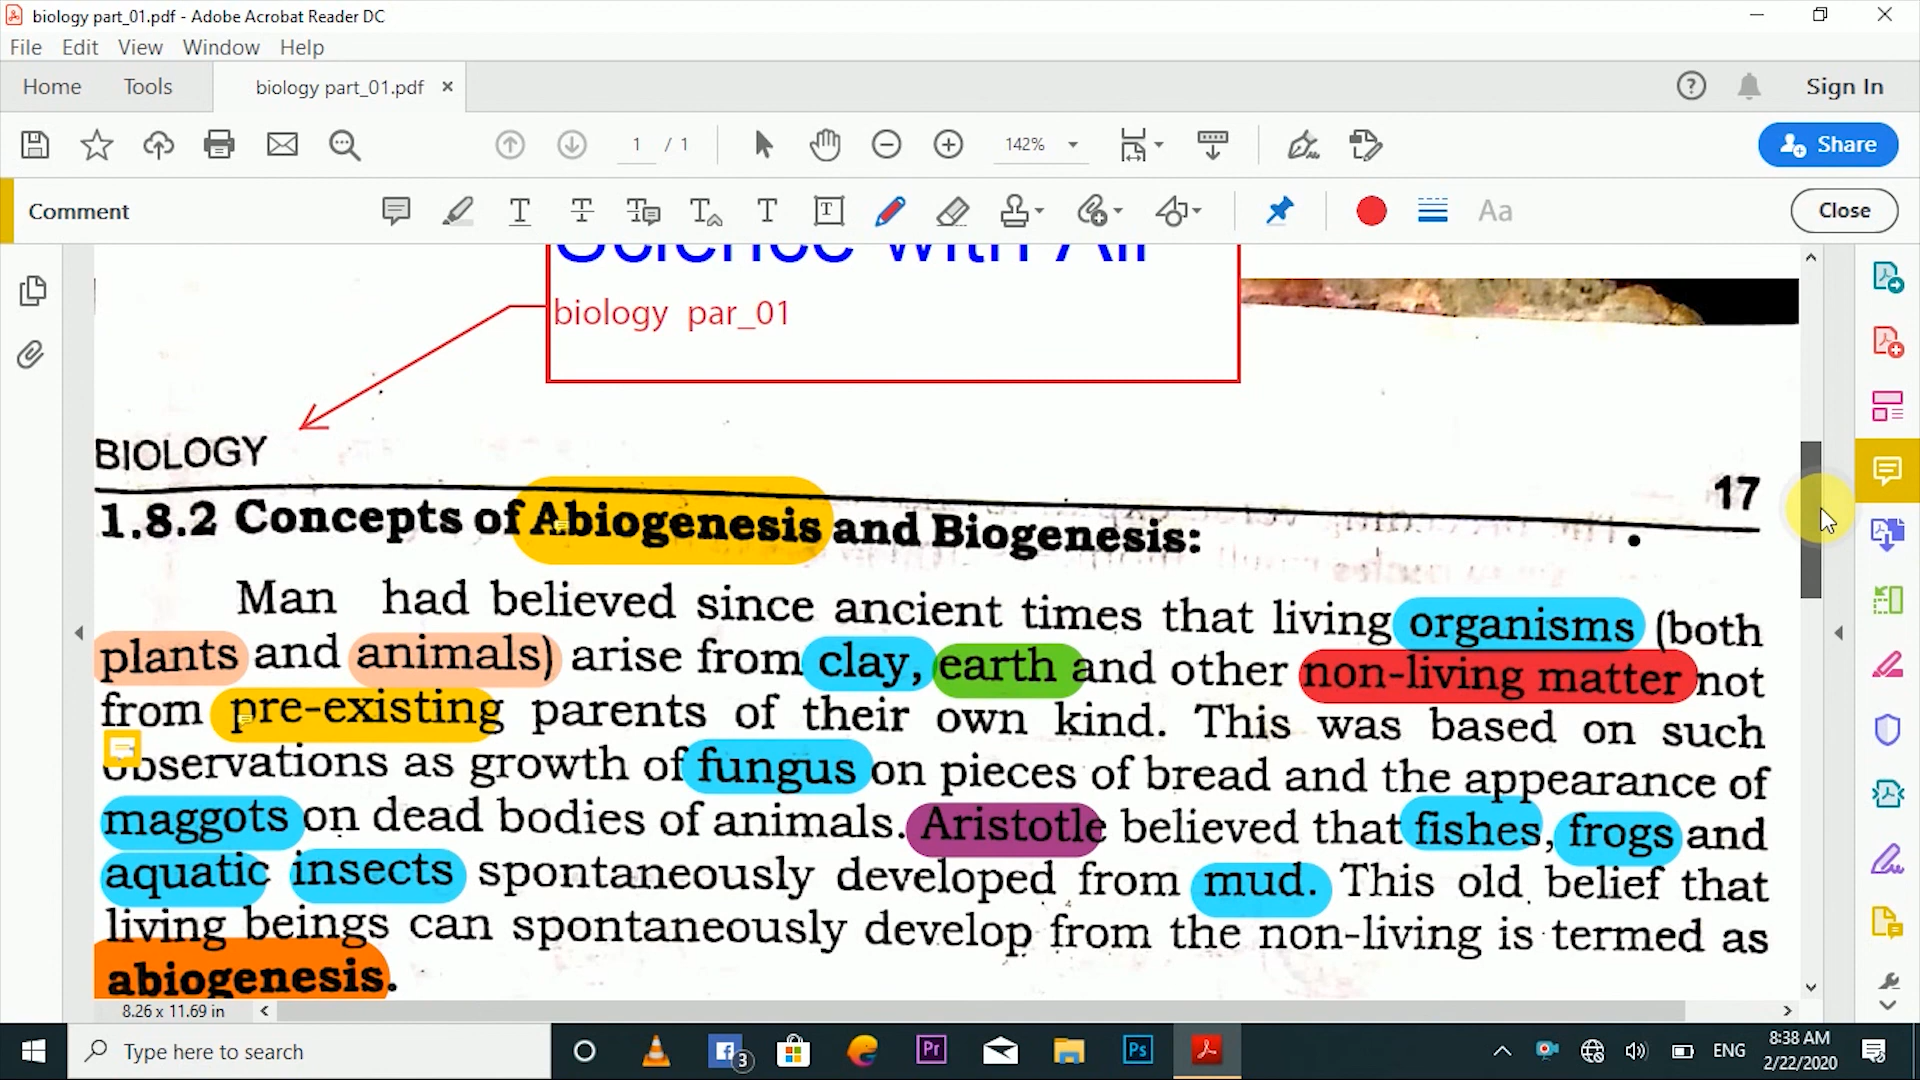 biology part_01.pdf - Adobe Acrobat Reader DC
File Edit View Window Help
Home Tools biology part_01.pdf × Sign In
1 / 1 142% Share
Comment Aa Close
Science with Ali
biology par_01
BIOLOGY
17
1.8.2 Concepts of Abiogenesis and Biogenesis:
Man had believed since ancient times that living organisms (both
plants and animals) arise from clay, earth and other non-living matter not
from pre-existing parents of their own kind. This was based on such
observations as growth of fungus on pieces of bread and the appearance of
maggots on dead bodies of animals. Aristotle believed that fishes, frogs and
aquatic insects spontaneously developed from mud. This old belief that
living beings can spontaneously develop from the non-living is termed as
abiogenesis.
8.26 x 11.69 in
Type here to search 3 Pr Ps ENG 8:38 AM
2/22/2020